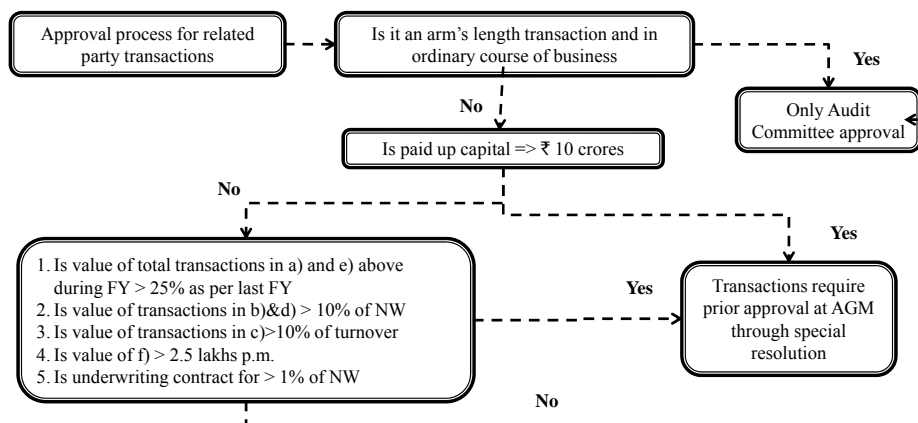 Approval process for related
party transactions
Is it an arm's length transaction and in
ordinary course of business
Yes
No
Only Audit
Committee approval
Is paid up capital => ₹ 10 crores
No
Yes
1. Is value of total transactions in a) and e) above
during FY > 25% as per last FY
2. Is value of transactions in b)&d) > 10% of NW
3. Is value of transactions in c)>10% of turnover
4. Is value of f) > 2.5 lakhs p.m.
5. Is underwriting contract for > 1% of NW
Yes
Transactions require
prior approval at AGM
through special
resolution
No